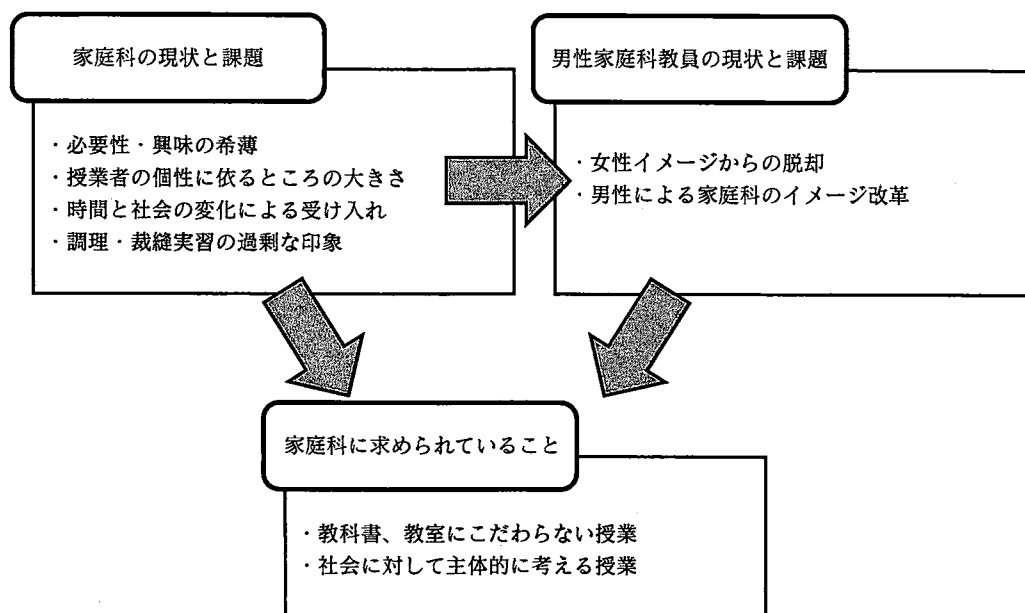 家庭科の現状と課題
・必要性・興味の希薄
・授業者の個性に依るところの大きさ
・時間と社会の変化による受け入れ
・調理・裁縫実習の過剰な印象
男性家庭科教員の現状と課題
・女性イメージからの脱却
・男性による家庭科のイメージ改革
家庭科に求められていること
・教科書、教室にこだわらない授業
・社会に対して主体的に考える授業